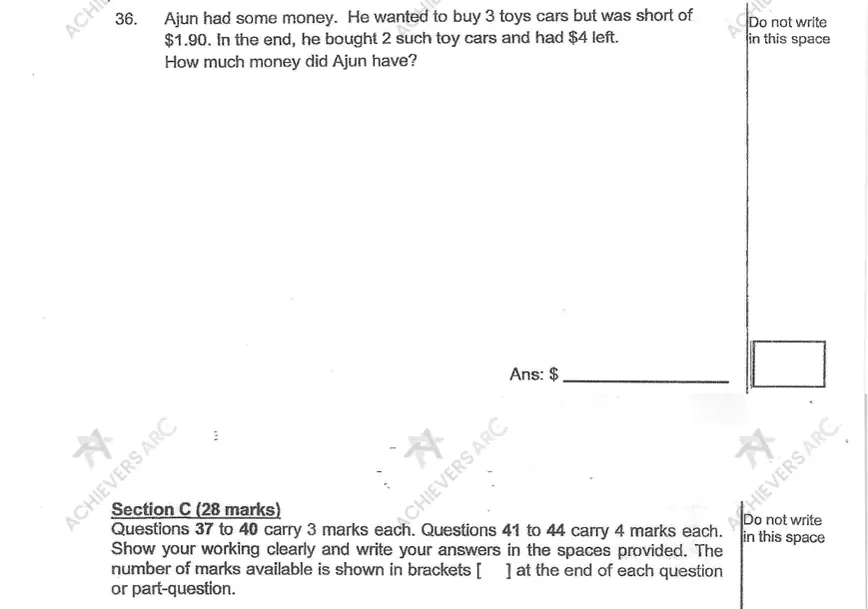 36. Ajun had some money. He wanted to buy 3 toys cars but was short of
$1.90. In the end, he bought 2 such toy cars and had $4 left.
How much money did Ajun have?
Do not write
in this space
Ans: $
ACHIEVERS ARC
ACHIEVERS ARC
ACHIEVERS ARC
Section C (28 marks)
Questions 37 to 40 carry 3 marks each. Questions 41 to 44 carry 4 marks each.
Show your working clearly and write your answers in the spaces provided. The
number of marks available is shown in brackets [ ] at the end of each question
or part-question.
Do not write
in this space